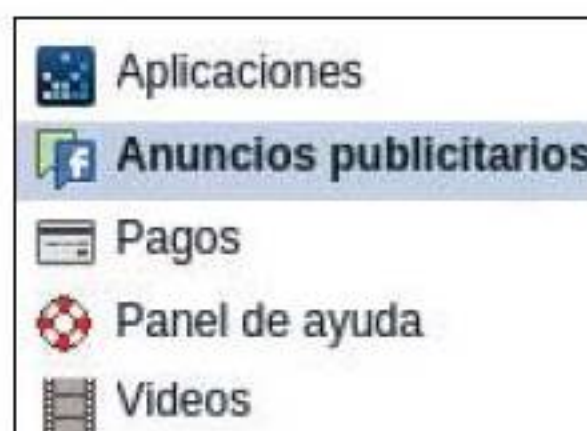 Aplicaciones
Anuncios publicitarios
Pagos
Panel de ayuda
Videos